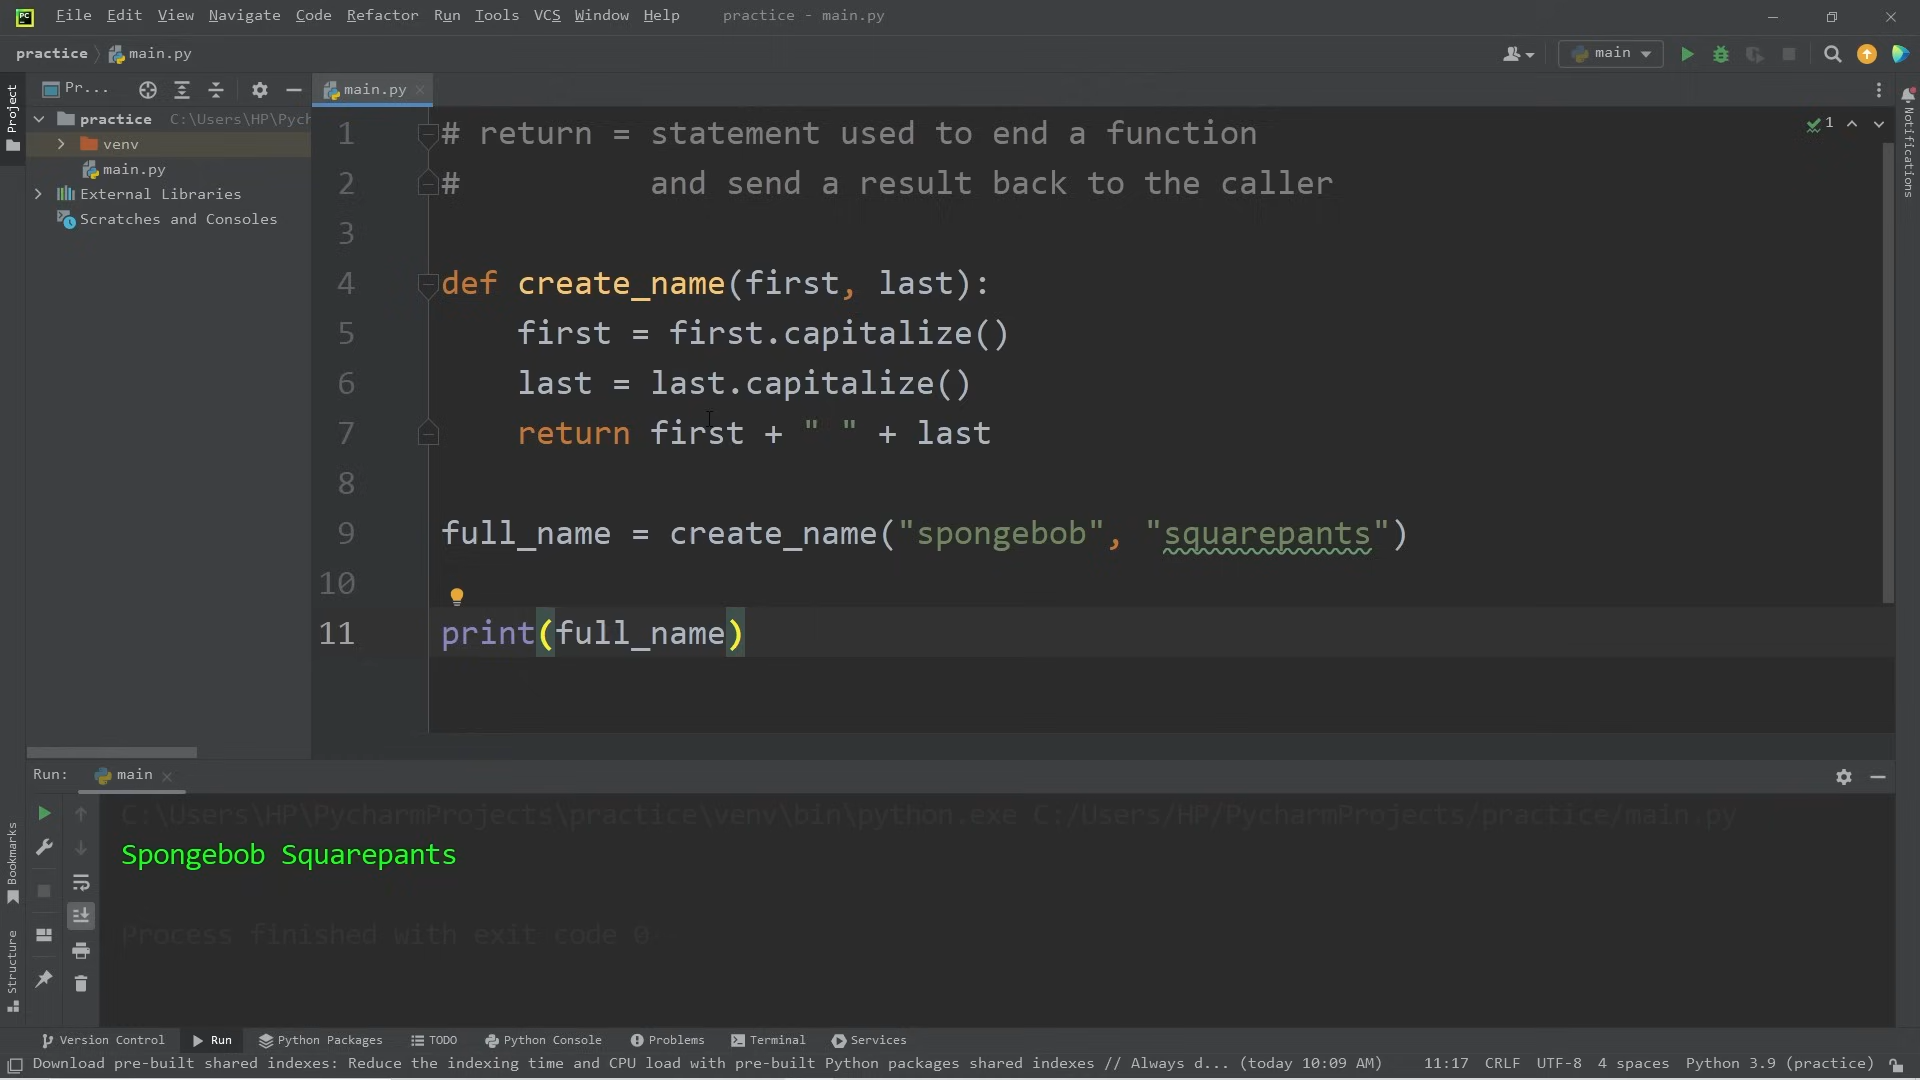 PC File Edit View Navigate Code Refactor Run Tools VCS Window Help practice - main.py
practice main.py main
Project
Pr...
practice C:\Users\HP\Pych
venv
main.py
External Libraries
Scratches and Consoles
main.py
1 # return = statement used to end a function
2 #          and send a result back to the caller
3
4 def create_name(first, last):
5     first = first.capitalize()
6     last = last.capitalize()
7     return first + " " + last
8
9 full_name = create_name("spongebob", "squarepants")
10
11 print(full_name)
1
Notifications
Run: main
C:\Users\HP\PycharmProjects\practice\venv\bin\python.exe C:/Users/HP/PycharmProjects/practice/main.py
Spongebob Squarepants
Process finished with exit code 0
Bookmarks
Structure
Version Control Run Python Packages TODO Python Console Problems Terminal Services
Download pre-built shared indexes: Reduce the indexing time and CPU load with pre-built Python packages shared indexes // Always d... (today 10:09 AM) 11:17 CRLF UTF-8 4 spaces Python 3.9 (practice)